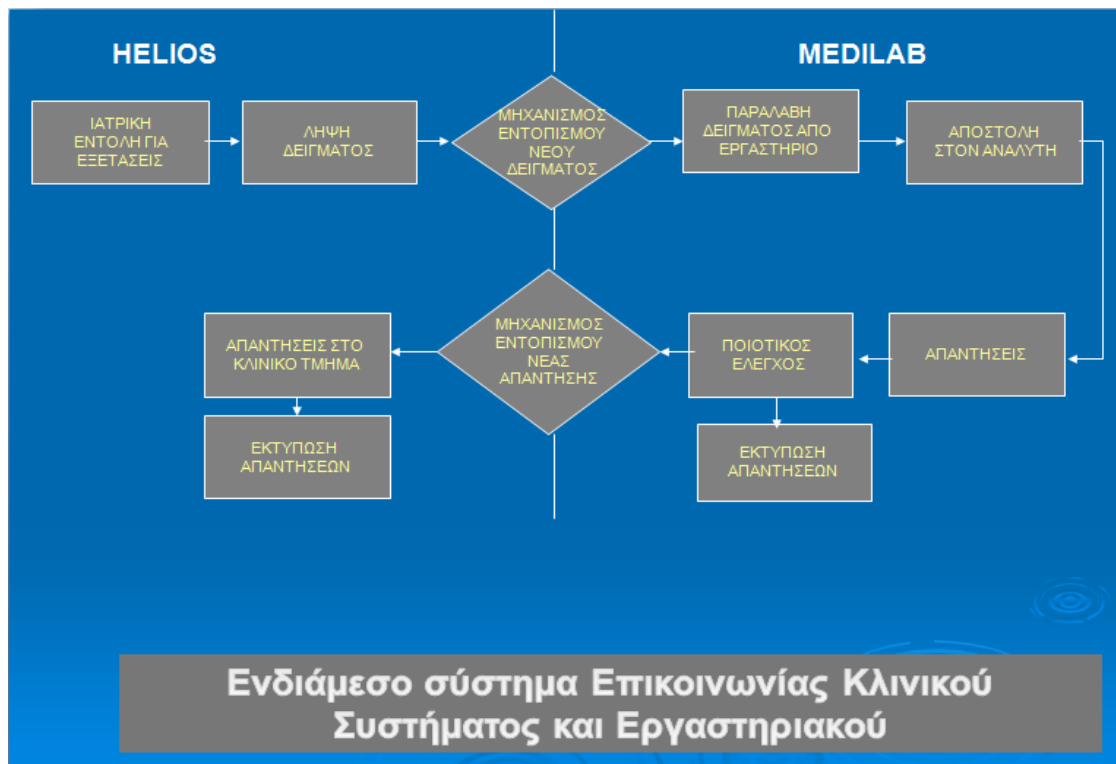 HELIOS
MEDILAB
ΙΑΤΡΙΚΗ
ΕΝΤΟΛΗ ΓΙΑ
ΕΞΕΤΑΣΕΙΣ
ΛΗΨΗ
ΔΕΙΓΜΑΤΟΣ
ΜΗΧΑΝΙΣΜΟΣ
ΕΝΤΟΠΙΣΜΟΥ
ΝΕΟΥ
ΔΕΙΓΜΑΤΟΣ
ΠΑΡΑΛΑΒΗ
ΔΕΙΓΜΑΤΟΣ ΑΠΟ
ΕΡΓΑΣΤΗΡΙΟ
ΑΠΟΣΤΟΛΗ
ΣΤΟΝ ΑΝΑΛΥΤΗ
ΑΠΑΝΤΗΣΕΙΣ
ΠΟΙΟΤΙΚΟΣ
ΕΛΕΓΧΟΣ
ΕΚΤΥΠΩΣΗ
ΑΠΑΝΤΗΣΕΩΝ
ΜΗΧΑΝΙΣΜΟΣ
ΕΝΤΟΠΙΣΜΟΥ
ΝΕΑΣ
ΑΠΑΝΤΗΣΗΣ
ΑΠΑΝΤΗΣΕΙΣ ΣΤΟ
ΚΛΙΝΙΚΟ ΤΜΗΜΑ
ΕΚΤΥΠΩΣΗ
ΑΠΑΝΤΗΣΕΩΝ
Ενδιάμεσο σύστημα Επικοινωνίας Κλινικού
Συστήματος και Εργαστηριακού